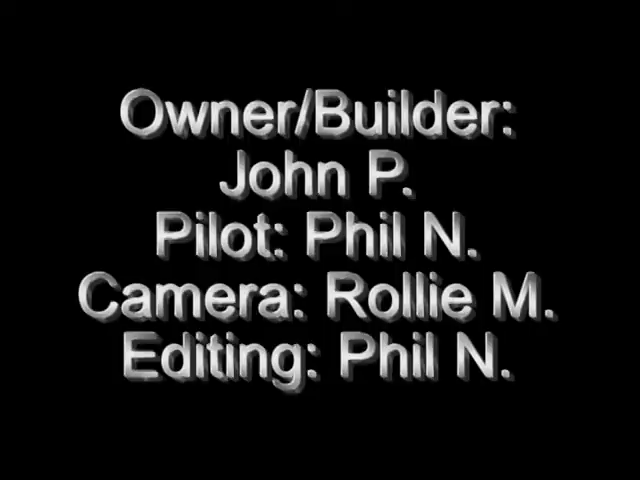 Owner/Builder:
John P.
Pilot: Phil N.
Camera: Rollie M.
Editing: Phil N.